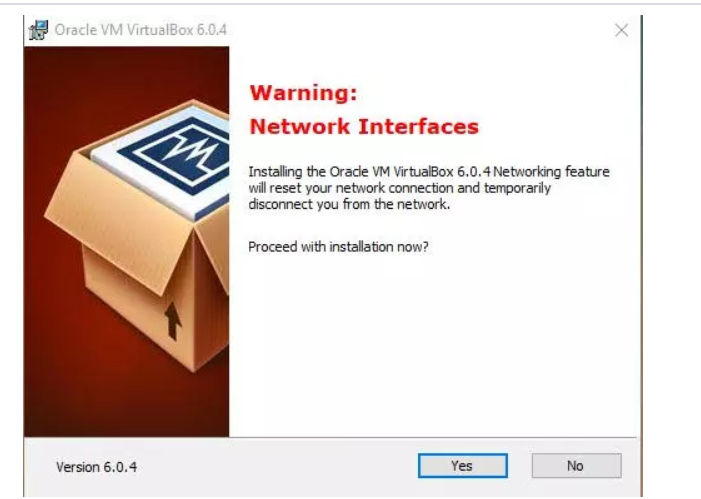 Oracle VM VirtualBox 6.0.4
Warning:
Network Interfaces
Installing the Oracle VM VirtualBox 6.0.4 Networking feature
will reset your network connection and temporarily
disconnect you from the network.
Proceed with installation now?
Version 6.0.4
Yes
No